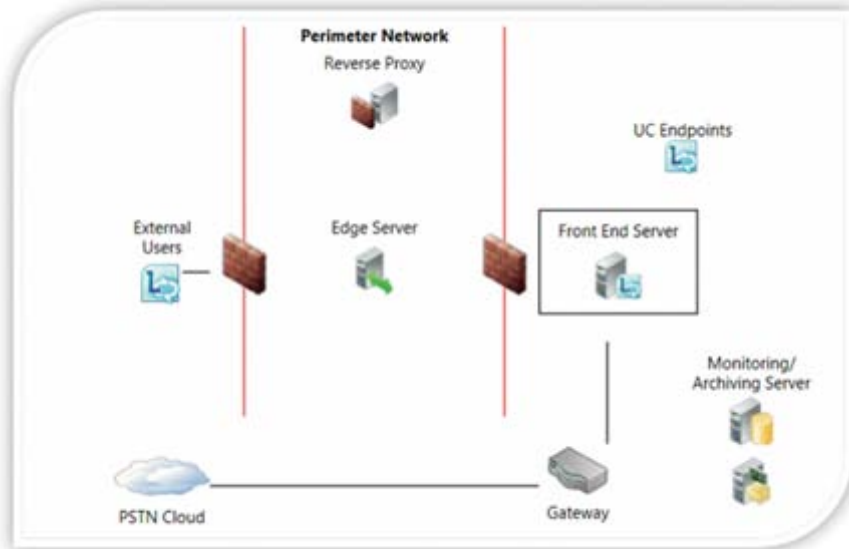 Perimeter Network
Reverse Proxy
UC Endpoints
External
Users
Edge Server
Front End Server
Monitoring/
Archiving Server
PSTN Cloud
Gateway